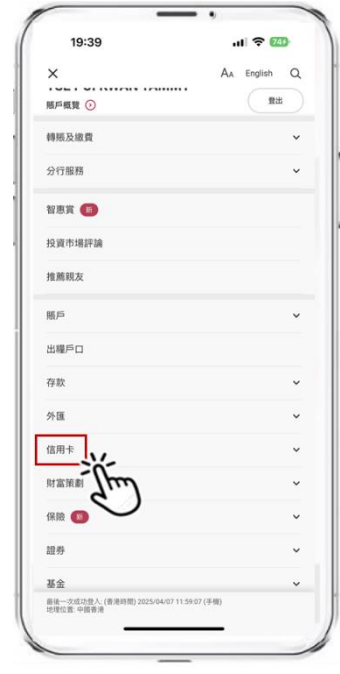 19:39
74
AA English
賬戶概覽
登出
轉賬及繳費
分行服務
智惠賞 新
投資市場評論
推薦親友
賬戶
出糧戶口
存款
外匯
信用卡
財富策劃
保險 新
證券
基金
最後一次成功登入: (香港時間) 2025/04/07 11:59:07 (手機)
地理位置: 中國香港